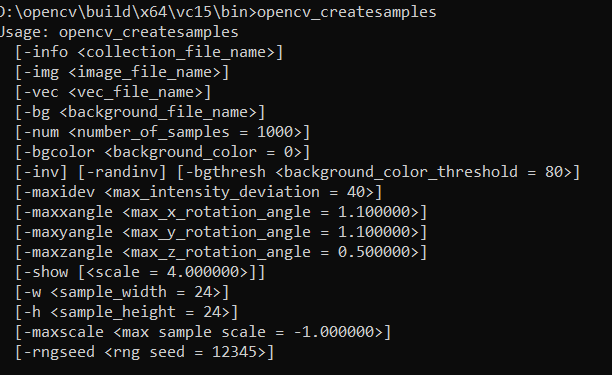 D:\opencv\build\x64\vc15\bin>opencv_createsamples
Usage: opencv_createsamples
[-info <collection_file_name>]
[-img <image_file_name>]
[-vec <vec_file_name>]
[-bg <background_file_name>]
[-num <number_of_samples = 1000>]
[-bgcolor <background_color = 0>]
[-inv] [-randinv] [-bgthresh <background_color_threshold = 80>]
[-maxidev <max_intensity_deviation = 40>]
[-maxxangle <max_x_rotation_angle = 1.100000>]
[-maxyangle <max_y_rotation_angle = 1.100000>]
[-maxzangle <max_z_rotation_angle = 0.500000>]
[-show [<scale = 4.000000>]]
[-w <sample_width = 24>]
[-h <sample_height = 24>]
[-maxscale <max sample scale = -1.000000>]
[-rngseed <rng seed = 12345>]